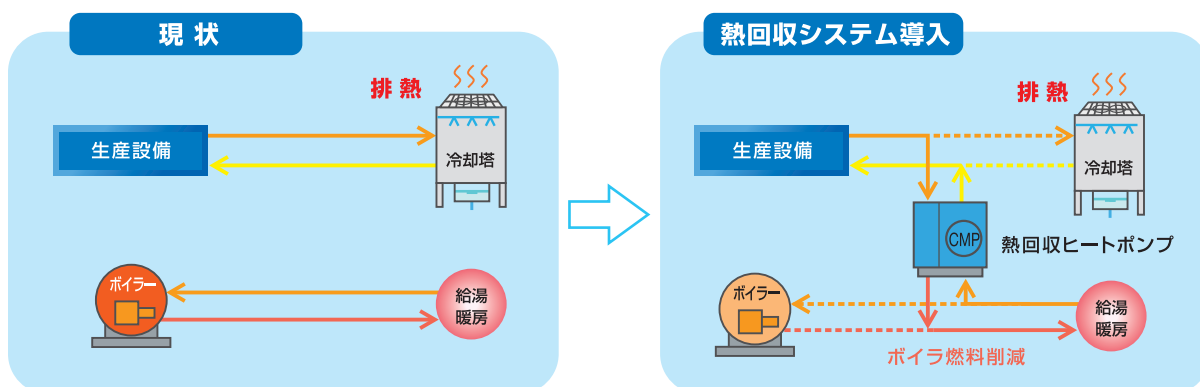 現状
排熱
生産設備
冷却塔
ボイラー
給湯
暖房
熱回収システム導入
排熱
生産設備
冷却塔
CMP
熱回収ヒートポンプ
ボイラー
給湯
暖房
ボイラ燃料削減